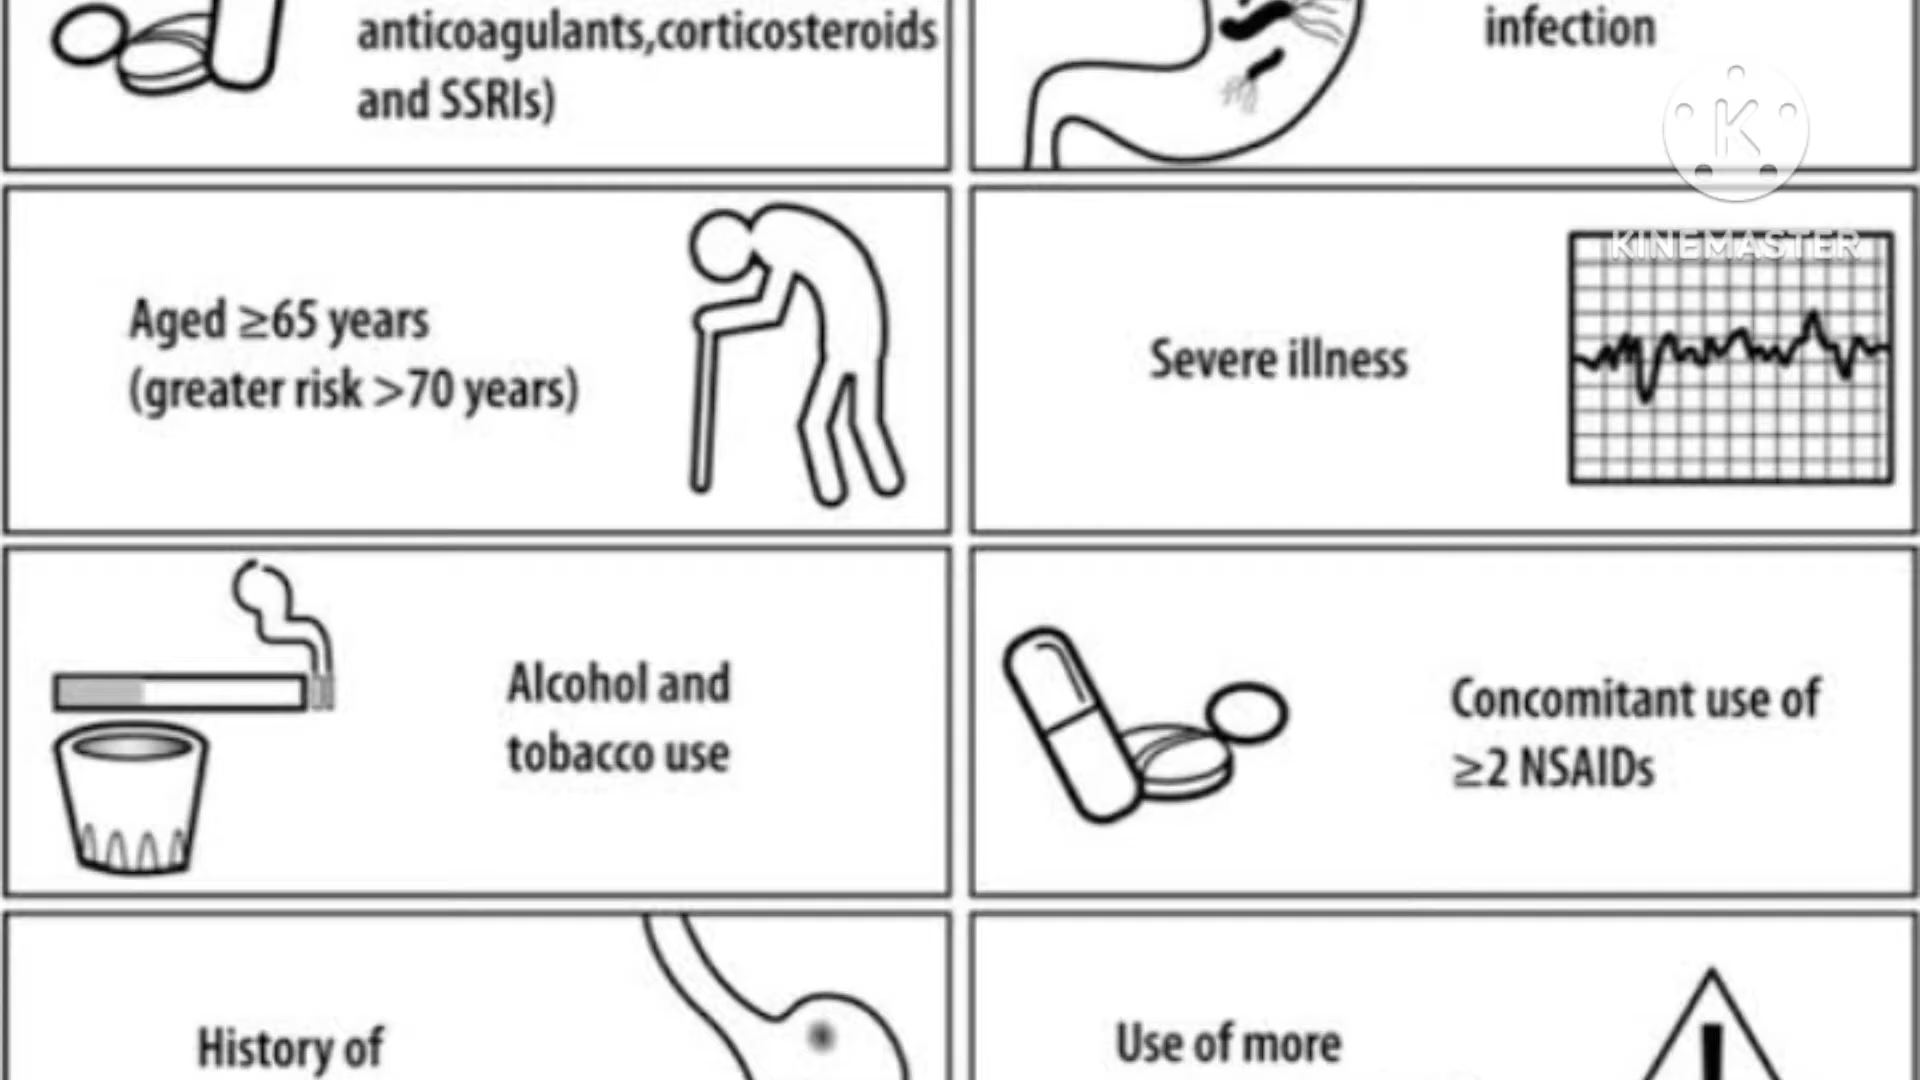 anticoagulants,corticosteroids
and SSRIs)
infection
K
KINEMASTER
Aged ≥65 years
(greater risk >70 years)
Severe illness
Alcohol and
tobacco use
Concomitant use of
≥2 NSAIDs
History of
Use of more